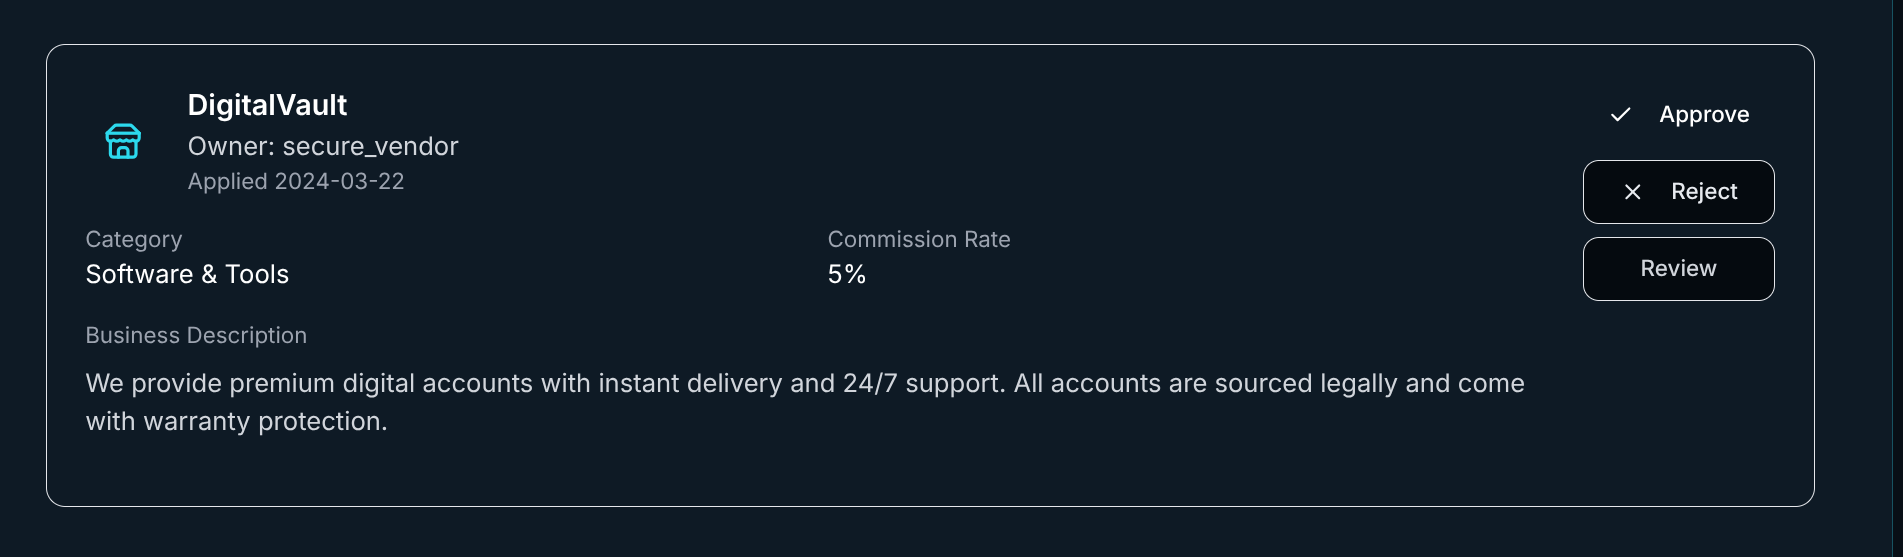 DigitalVault
Owner: secure_vendor
Applied 2024-03-22
Approve
Reject
Review
Category
Software & Tools
Commission Rate
5%
Business Description
We provide premium digital accounts with instant delivery and 24/7 support. All accounts are sourced legally and come
with warranty protection.